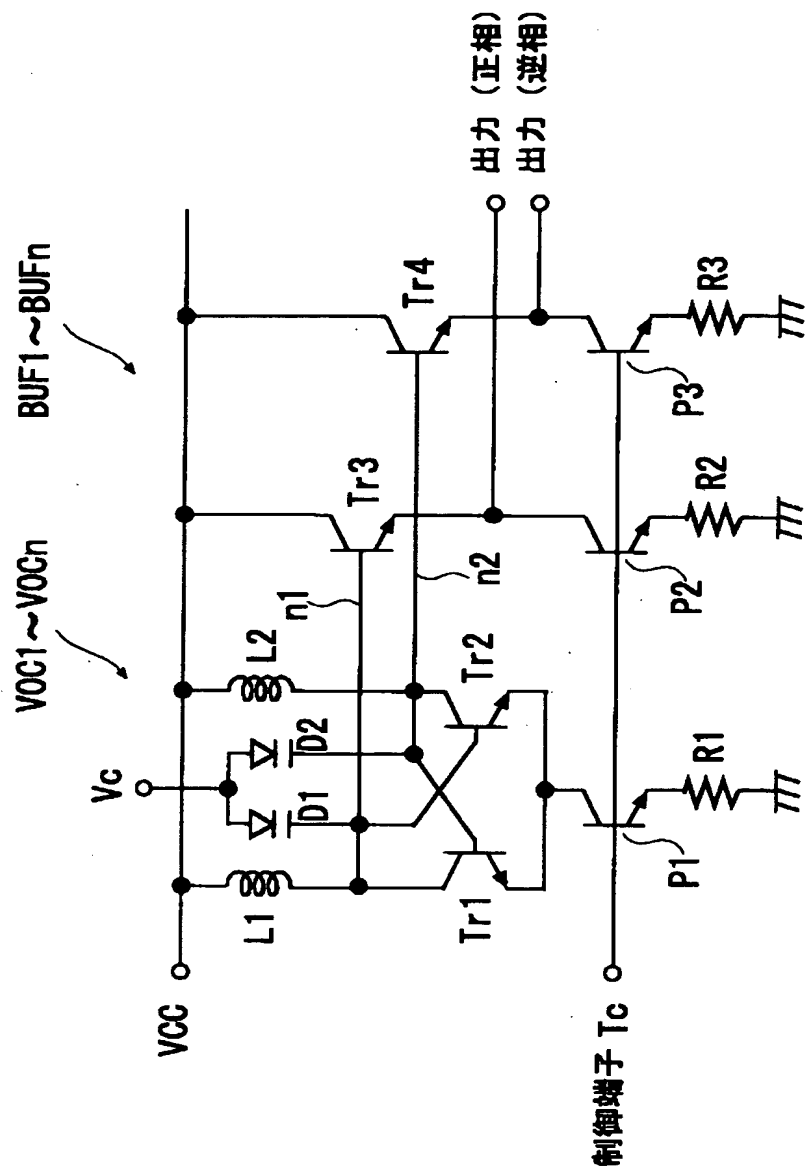 VOC1～VOCn
BUF1～BUFn
Vc
VCC
L1
D1
D2
L2
n1
Tr3
Tr4
n2
Tr1
Tr2
出力 (正相)
出力 (逆相)
制御端子 Tc
P1
R1
P2
R2
P3
R3